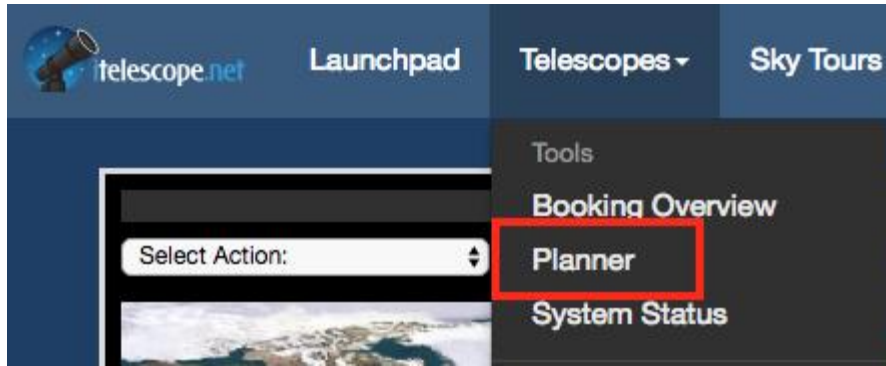 itelescope.net
Launchpad
Telescopes
Sky Tours
Tools
Booking Overview
Planner
System Status
Select Action: